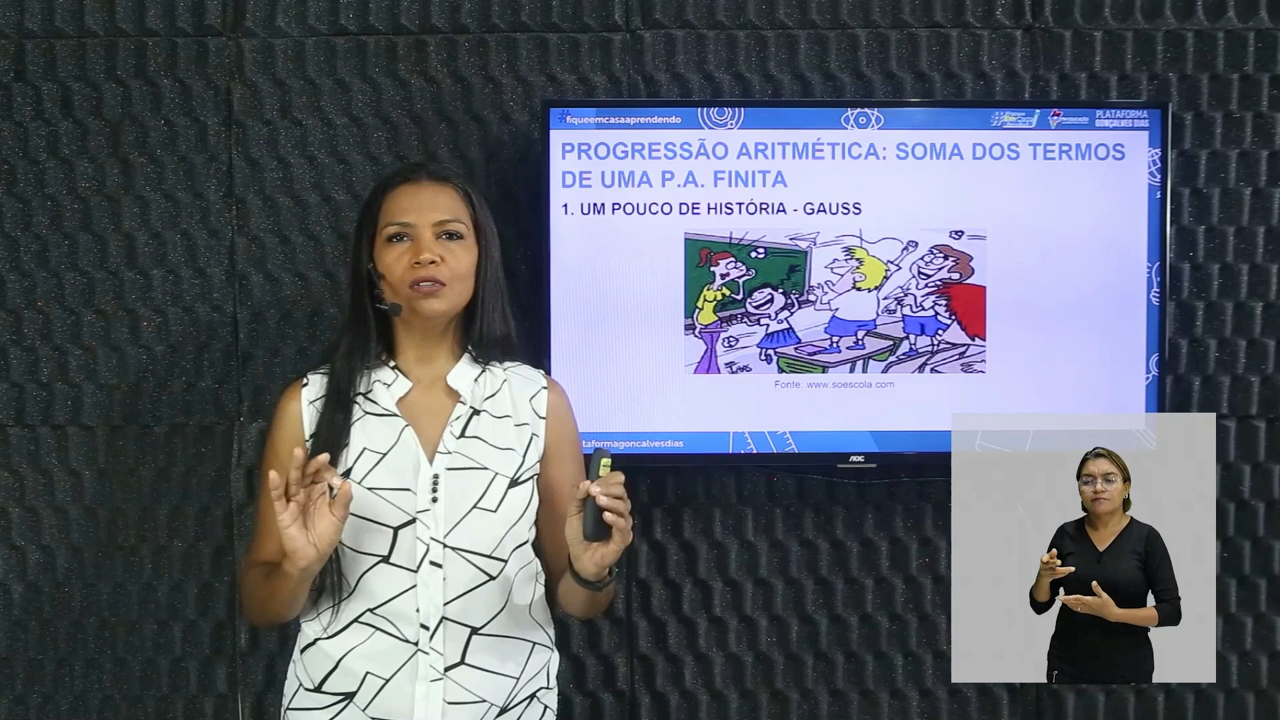 #fiqueemcasaaprendendo
PLATAFORMA
GONÇALVES DIAS
PROGRESSÃO ARITMÉTICA: SOMA DOS TERMOS
DE UMA P.A. FINITA
1. UM POUCO DE HISTÓRIA - GAUSS
Fonte: www.soescola.com
taformagoncalvesdias
AOC